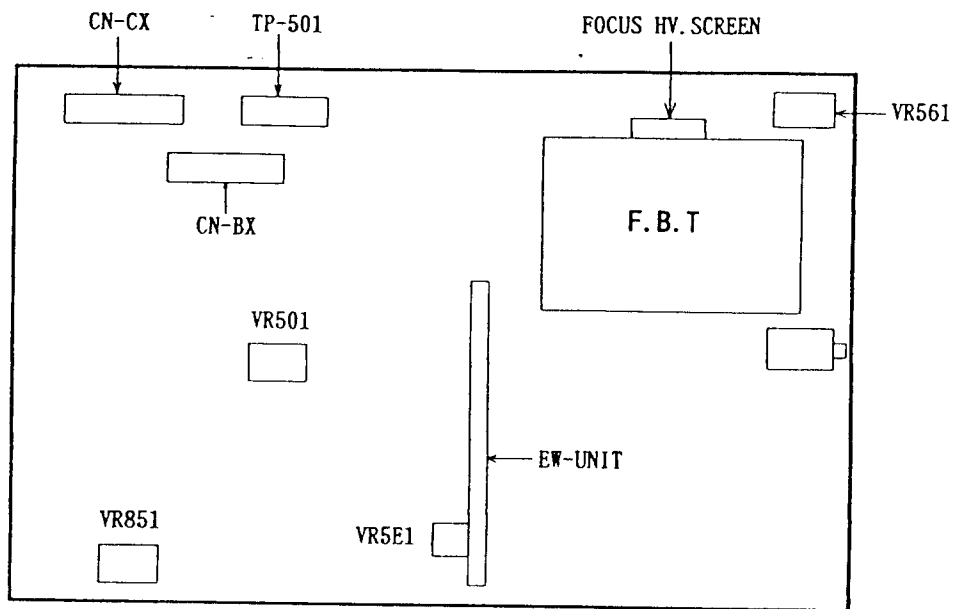 CN-CX
TP-501
FOCUS HV. SCREEN
VR561
CN-BX
F.B.T
VR501
EW-UNIT
VR851
VR5E1